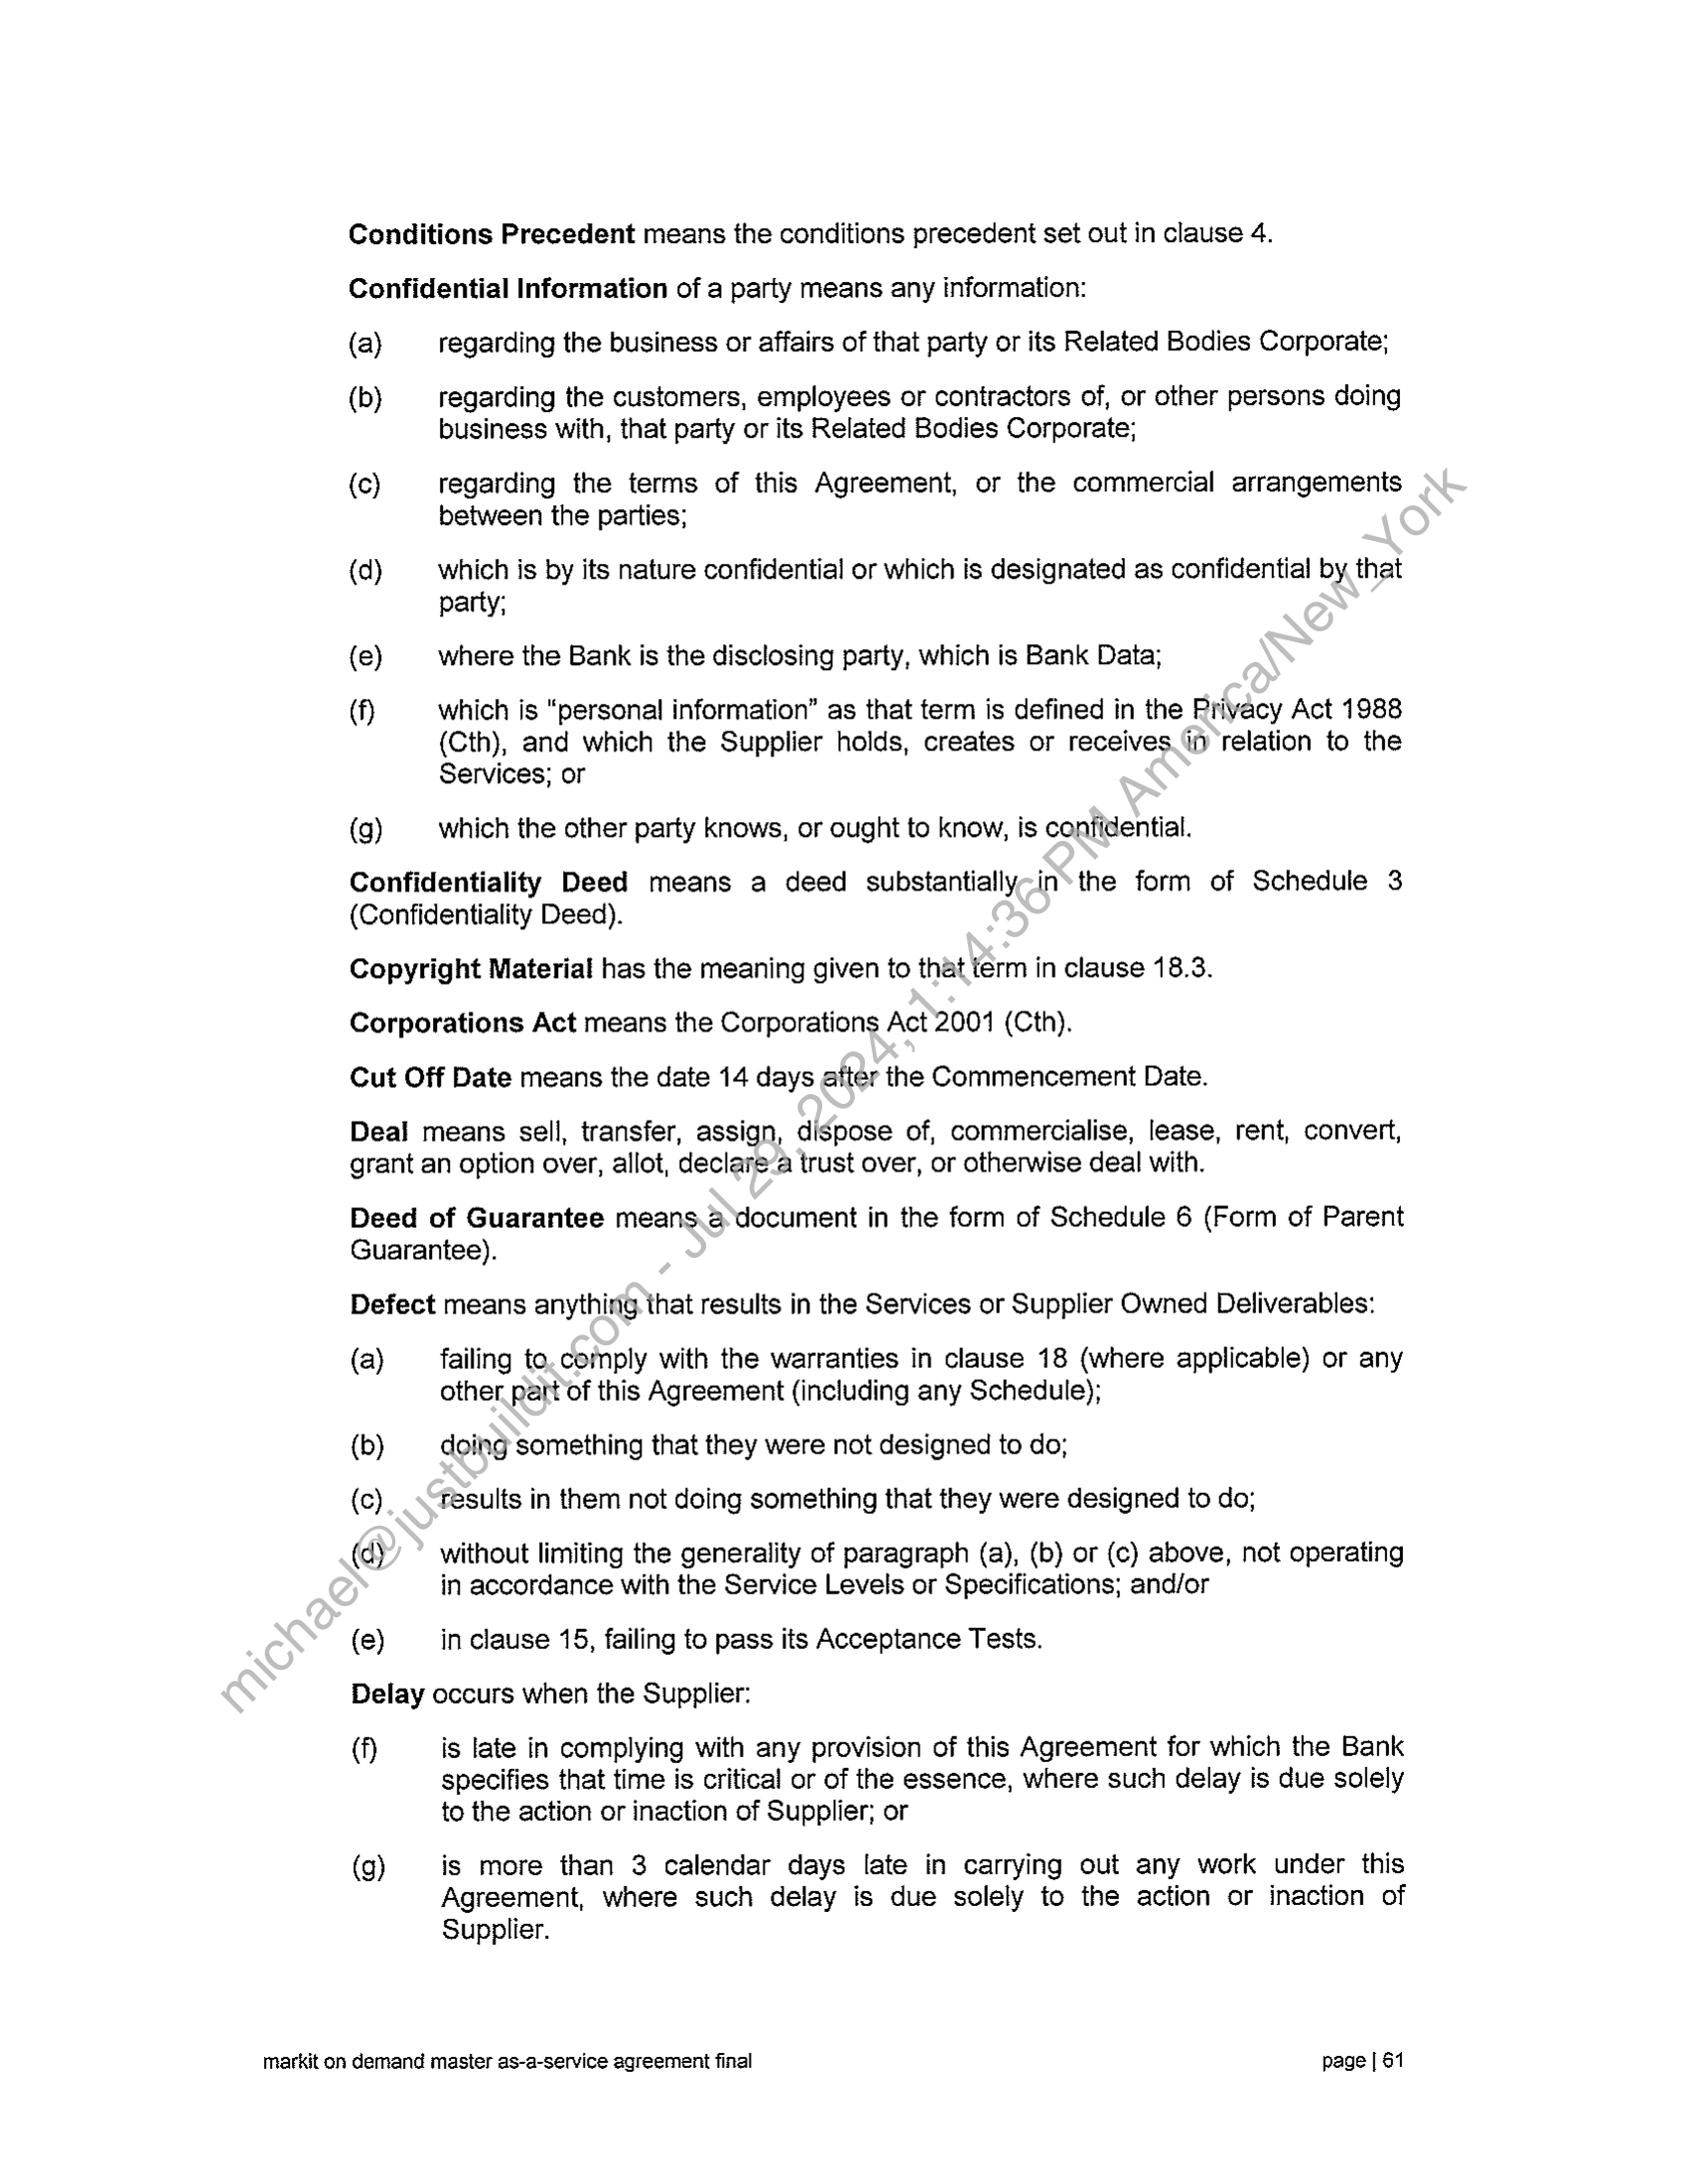 Conditions Precedent means the conditions precedent set out in clause 4.
Confidential Information of a party means any information:
(a) regarding the business or affairs of that party or its Related Bodies Corporate;
(b) regarding the customers, employees or contractors of, or other persons doing
business with, that party or its Related Bodies Corporate;
(c) regarding the terms of this Agreement, or the commercial arrangements
between the parties;
(d) which is by its nature confidential or which is designated as confidential by that
party;
(e) where the Bank is the disclosing party, which is Bank Data;
(f) which is “personal information” as that term is defined in the Privacy Act 1988
(Cth), and which the Supplier holds, creates or receives in relation to the
Services; or
(g) which the other party knows, or ought to know, is confidential.
Confidentiality Deed means a deed substantially in the form of Schedule 3
(Confidentiality Deed).
Copyright Material has the meaning given to that term in clause 18.3.
Corporations Act means the Corporations Act 2001 (Cth).
Cut Off Date means the date 14 days after the Commencement Date.
Deal means sell, transfer, assign, dispose of, commercialise, lease, rent, convert,
grant an option over, allot, declare a trust over, or otherwise deal with.
Deed of Guarantee means a document in the form of Schedule 6 (Form of Parent
Guarantee).
Defect means anything that results in the Services or Supplier Owned Deliverables:
(a) failing to comply with the warranties in clause 18 (where applicable) or any
other part of this Agreement (including any Schedule);
(b) doing something that they were not designed to do;
(c) results in them not doing something that they were designed to do;
(d) without limiting the generality of paragraph (a), (b) or (c) above, not operating
in accordance with the Service Levels or Specifications; and/or
(e) in clause 15, failing to pass its Acceptance Tests.
Delay occurs when the Supplier:
(f) is late in complying with any provision of this Agreement for which the Bank
specifies that time is critical or of the essence, where such delay is due solely
to the action or inaction of Supplier; or
(g) is more than 3 calendar days late in carrying out any work under this
Agreement, where such delay is due solely to the action or inaction of
Supplier.
markit on demand master as-a-service agreement final page | 61
michael@justbuildit.com - Jul 29, 2024, 1:14:36 PM America/New_York